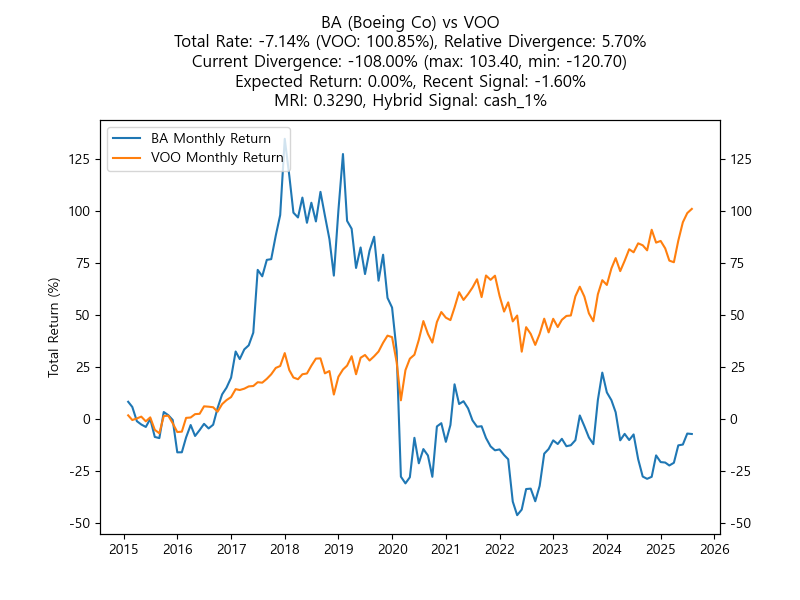 BA (Boeing Co) vs VOO
Total Rate: -7.14% (VOO: 100.85%), Relative Divergence: 5.70%
Current Divergence: -108.00% (max: 103.40, min: -120.70)
Expected Return: 0.00%, Recent Signal: -1.60%
MRI: 0.3290, Hybrid Signal: cash_1%
BA Monthly Return
VOO Monthly Return
Total Return (%)
125
100
75
50
25
0
-25
-50
125
100
75
50
25
0
-25
-50
2015 2016 2017 2018 2019 2020 2021 2022 2023 2024 2025 2026